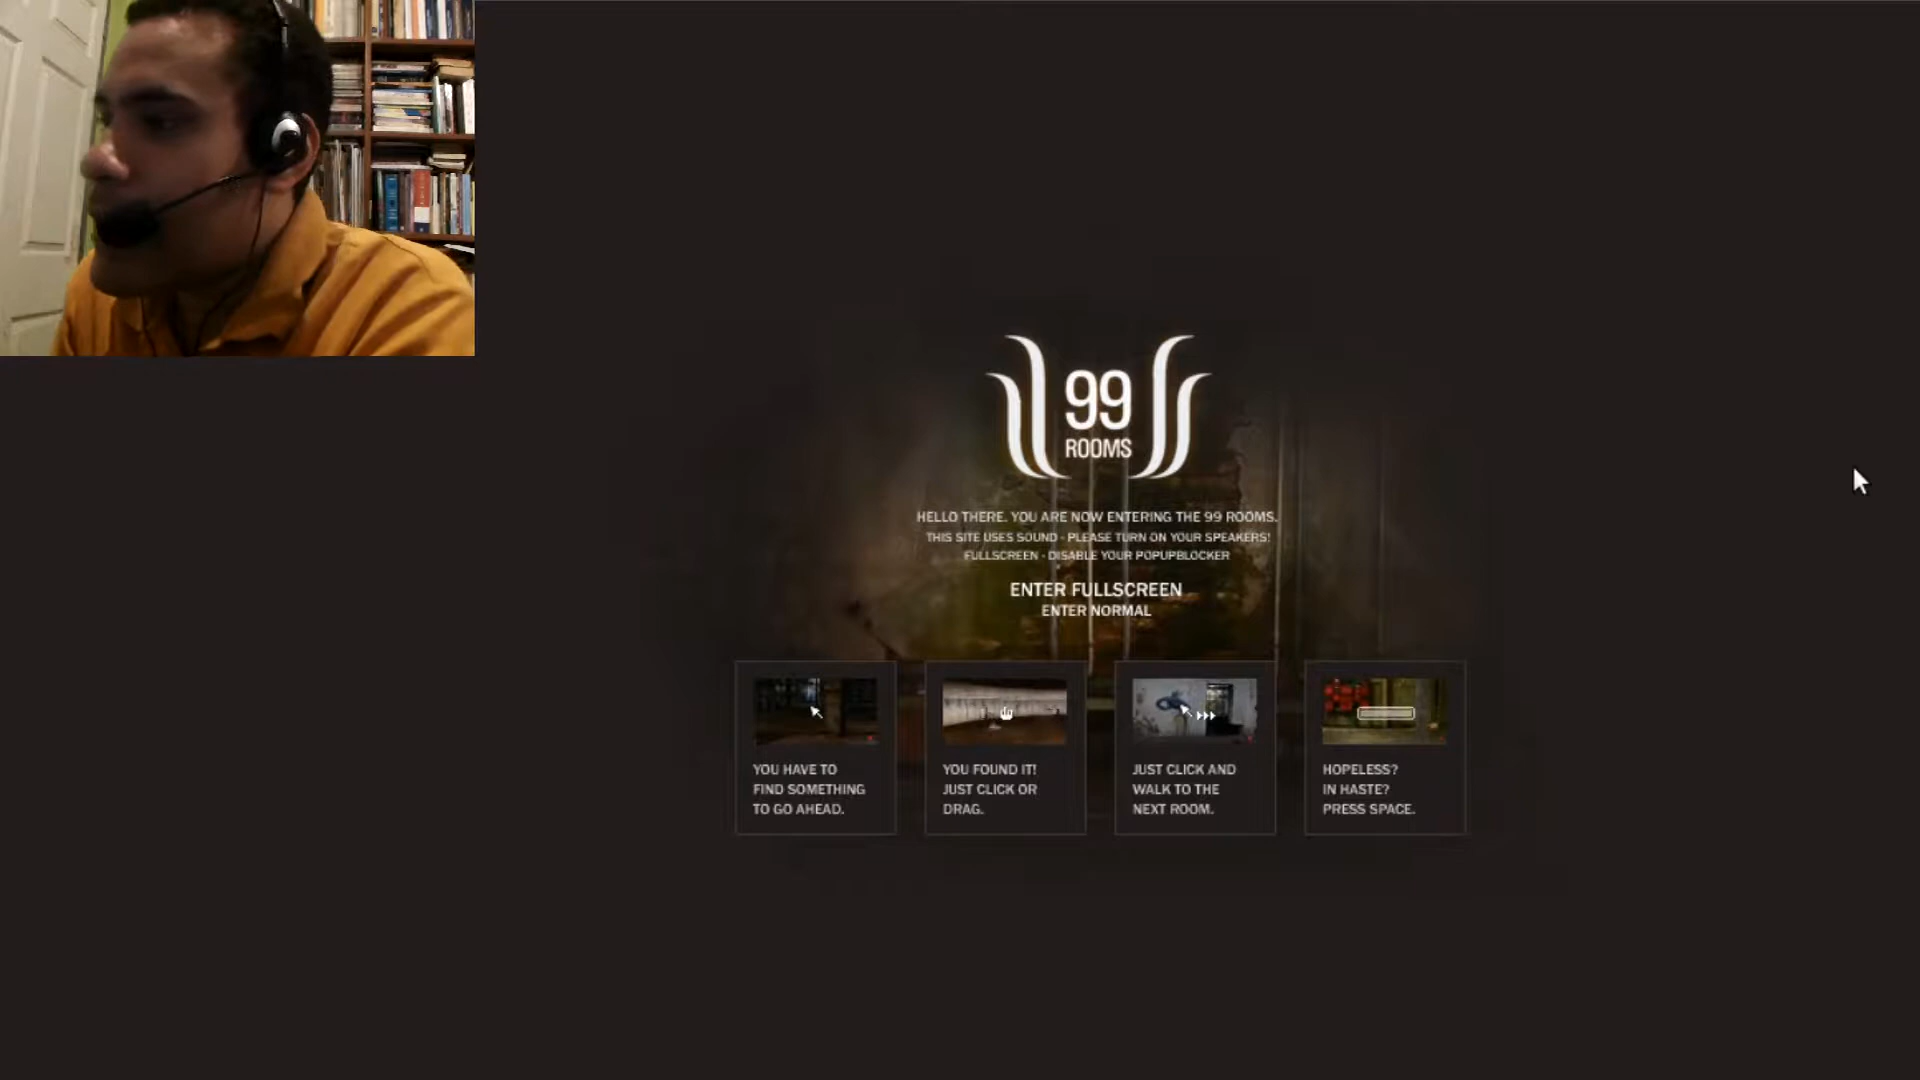 99
ROOMS
HELLO THERE. YOU ARE NOW ENTERING THE 99 ROOMS.
THIS SITE USES SOUND - PLEASE TURN ON YOUR SPEAKERS!
FULLSCREEN - DISABLE YOUR POPUPBLOCKER
ENTER FULLSCREEN
ENTER NORMAL
YOU HAVE TO
FIND SOMETHING
TO GO AHEAD.
YOU FOUND IT!
JUST CLICK OR
DRAG.
JUST CLICK AND
WALK TO THE
NEXT ROOM.
HOPELESS?
IN HASTE?
PRESS SPACE.